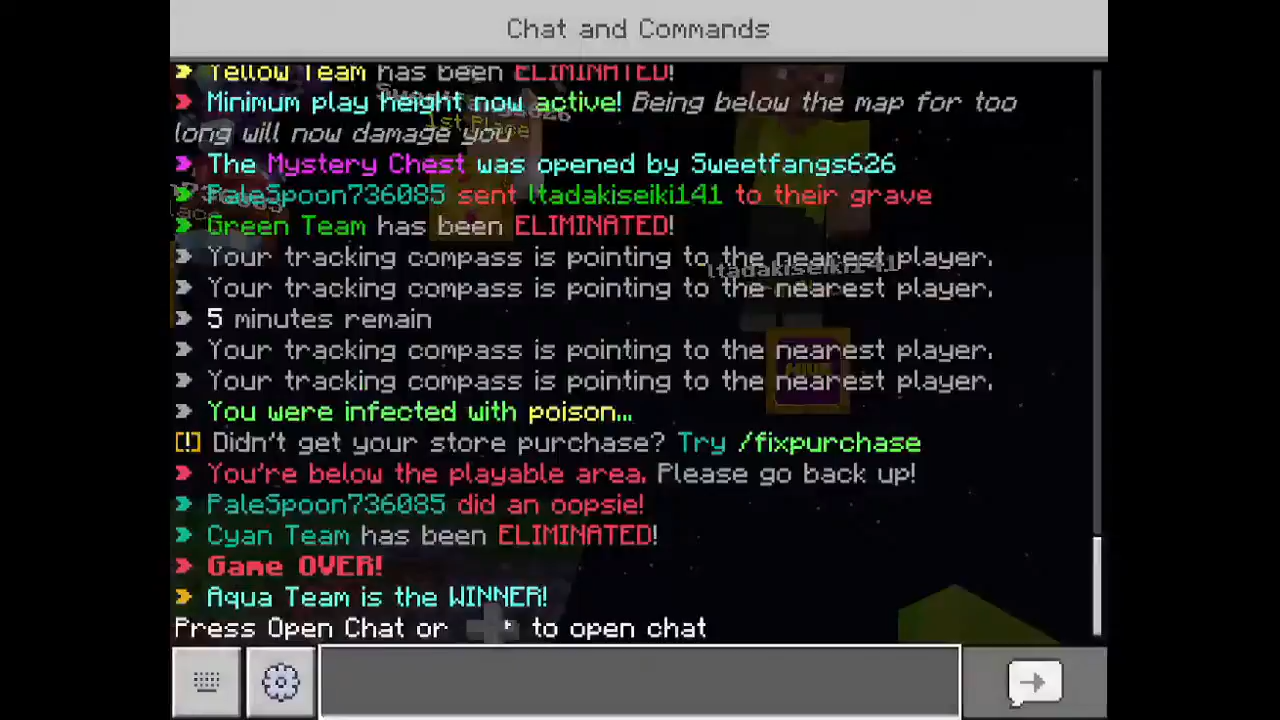 Chat and Commands
Yellow Team has been ELIMINATED!
Minimum play height now active! Being below the map for too
long will now damage you
1st Place
The Mystery Chest was opened by Sweetfangs626
PaleSpoon736085 sent ltadakiseiki141 to their grave
Green Team has been ELIMINATED!
Your tracking compass is pointing to the nearest player.
ltadakiseiki141
Your tracking compass is pointing to the nearest player.
5 minutes remain
Your tracking compass is pointing to the nearest player.
HIVE
Your tracking compass is pointing to the nearest player.
You were infected with poison...
[!] Didn't get your store purchase? Try /fixpurchase
You're below the playable area. Please go back up!
PaleSpoon736085 did an oopsie!
Cyan Team has been ELIMINATED!
Game OVER!
Aqua Team is the WINNER!
Press Open Chat or to open chat